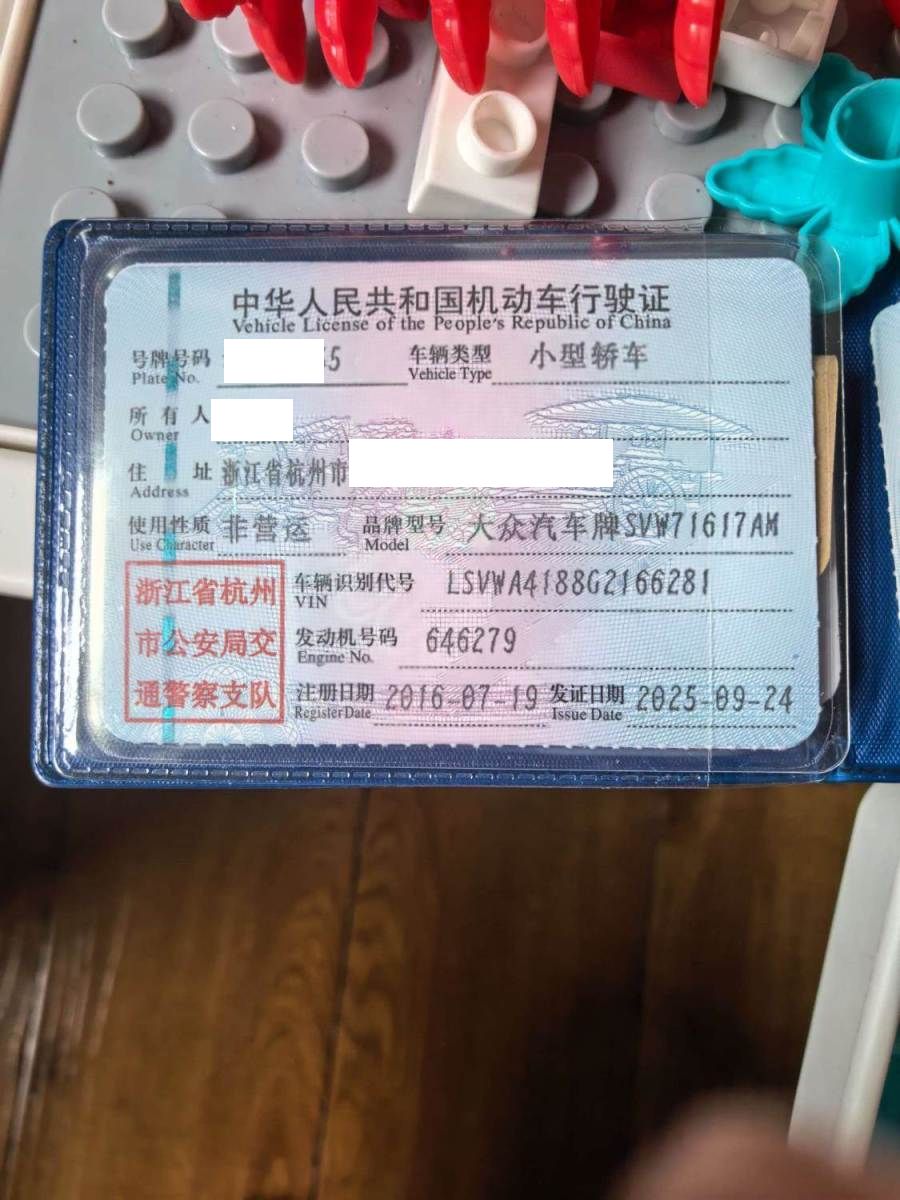 中华人民共和国机动车行驶证
Vehicle License of the People's Republic of China
号牌号码 5 车辆类型 小型轿车
Plate No. Vehicle Type
所有人
Owner
住址 浙江省杭州市
Address
使用性质 非营运 品牌型号 大众汽车牌SVW71617AM
Use Character Model
浙江省杭州 车辆识别代号 LSVWA4188G2166281
VIN
市公安局交 发动机号码 646279
Engine No.
通警察支队 注册日期 2016-07-19 发证日期 2025-09-24
Register Date Issue Date